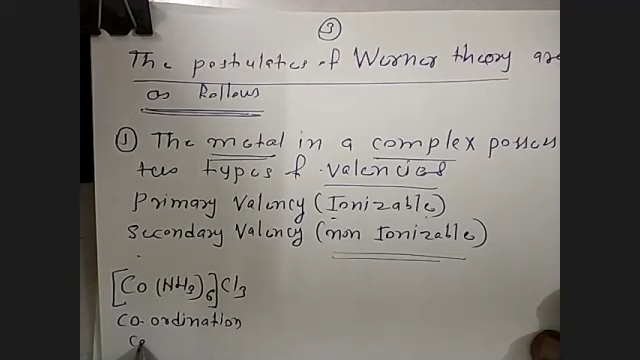 ③
The postulates of Werner theory are
as follows
① The metal in a complex possess
two types of valencies
Primary Valency (Ionizable)
Secondary Valency (non Ionizable)
[Co(NH₃)₆]Cl₃
Co-ordination
co